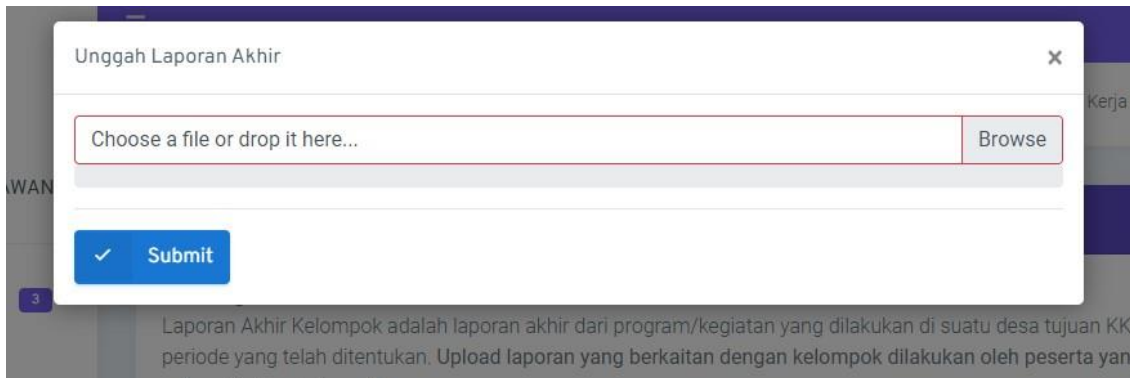 Unggah Laporan Akhir
×
Choose a file or drop it here...
Browse
Kerja
AWAN
Submit
3
Laporan Akhir Kelompok adalah laporan akhir dari program/kegiatan yang dilakukan di suatu desa tujuan KK
periode yang telah ditentukan. Upload laporan yang berkaitan dengan kelompok dilakukan oleh peserta yan